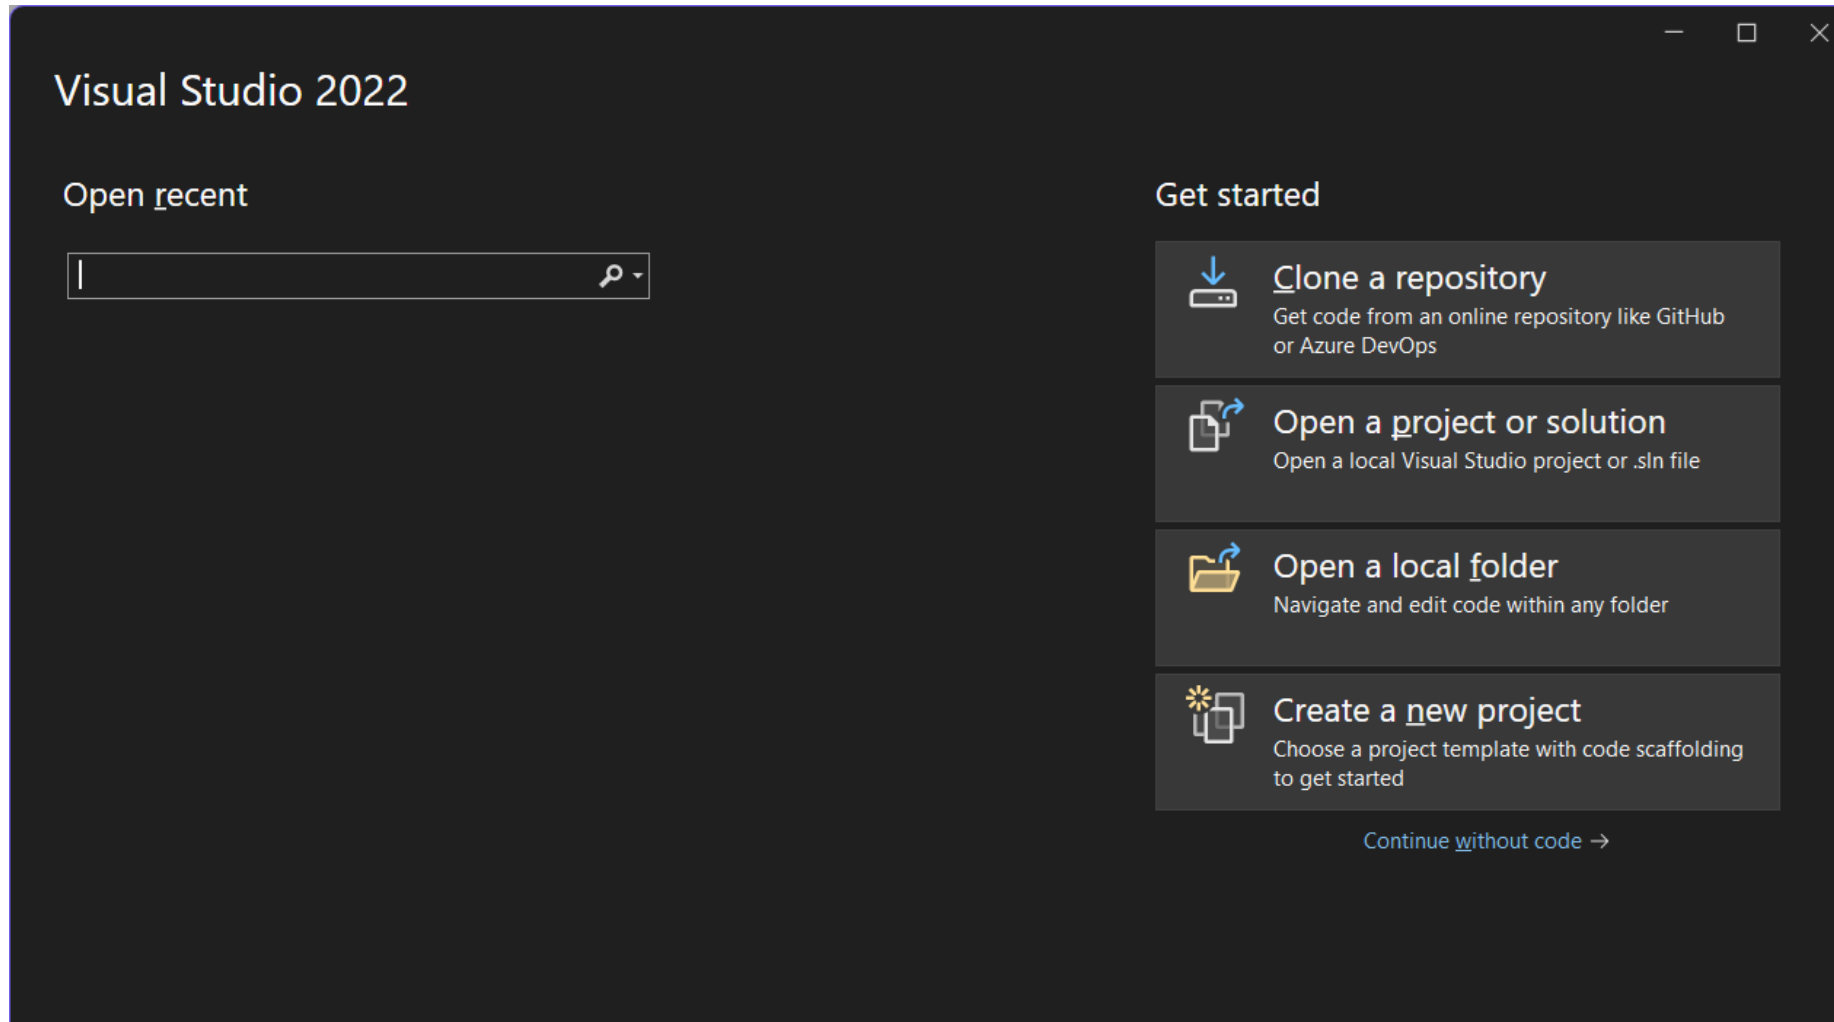 Visual Studio 2022
Open recent
Get started
Clone a repository
Get code from an online repository like GitHub
or Azure DevOps
Open a project or solution
Open a local Visual Studio project or .sln file
Open a local folder
Navigate and edit code within any folder
Create a new project
Choose a project template with code scaffolding
to get started
Continue without code →